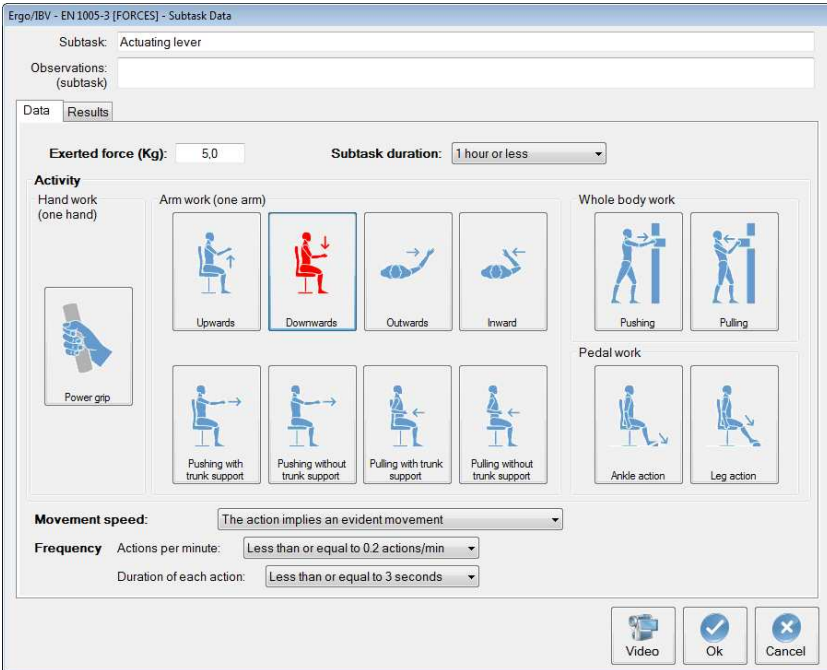 Ergo/IBV - EN 1005-3 [FORCES] - Subtask Data
Subtask: Actuating lever
Observations:
(subtask)
Data Results
Exerted force (Kg): 5,0 Subtask duration: 1 hour or less
Activity
Hand work
(one hand)
Power grip
Arm work (one arm)
Upwards Downwards Outwards Inward
Pushing with
trunk support
Pushing without
trunk support
Pulling with trunk
support
Pulling without
trunk support
Whole body work
Pushing Pulling
Pedal work
Ankle action Leg action
Movement speed: The action implies an evident movement
Frequency Actions per minute: Less than or equal to 0.2 actions/min
Duration of each action: Less than or equal to 3 seconds
Video Ok Cancel